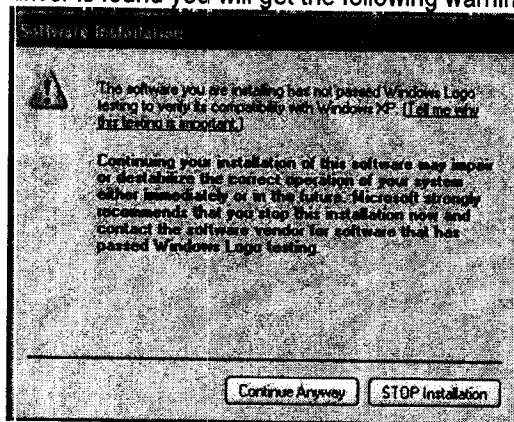 is found you will get the following warnin
Software Installation
The software you are installing has not passed Windows Logo
testing to verify its compatibility with Windows XP. (Tell me why
this testing is important.)
Continuing your installation of this software may impair
or destabilize the correct operation of your system
either immediately or in the future. Microsoft strongly
recommends that you stop this installation now and
contact the software vendor for software that has
passed Windows Logo testing.
Continue Anyway
STOP Installation